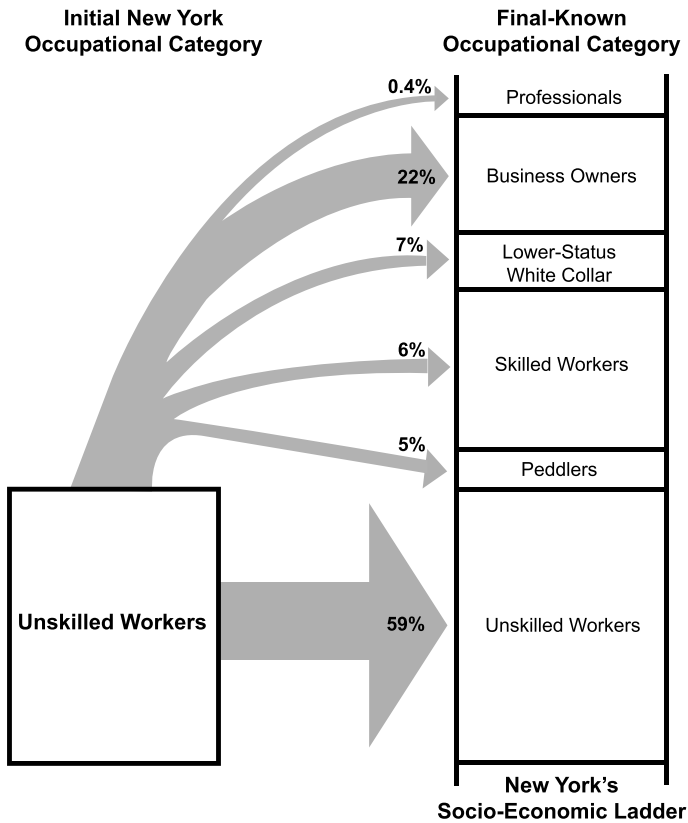 Initial New York
Occupational Category
Final-Known
Occupational Category
0.4%
Professionals
22%
Business Owners
7%
Lower-Status
White Collar
6%
Skilled Workers
5%
Peddlers
Unskilled Workers
59%
Unskilled Workers
New York’s
Socio-Economic Ladder